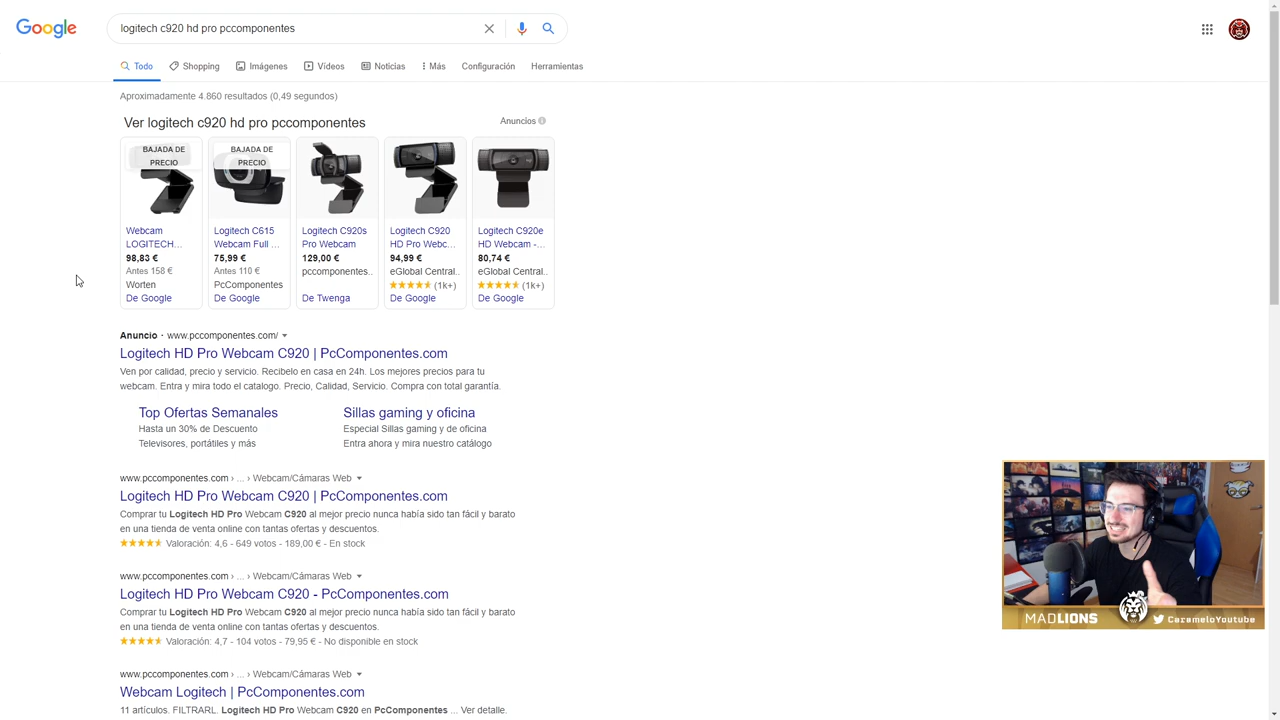 Google
logitech c920 hd pro pccomponentes
Todo
Shopping
Imágenes
Vídeos
Noticias
Más
Configuración
Herramientas
Aproximadamente 4.860 resultados (0,49 segundos)
Ver logitech c920 hd pro pccomponentes
Anuncios
BAJADA DE
PRECIO
Webcam
LOGITECH...
98,83 €
Antes 158 €
Worten
De Google
BAJADA DE
PRECIO
Logitech C615
Webcam Full ...
75,99 €
Antes 110 €
PcComponentes
De Google
Logitech C920s
Pro Webcam
129,00 €
pccomponentes..
De Twenga
Logitech C920
HD Pro Webc...
94,99 €
eGlobal Central..
(1k+)
De Google
Logitech C920e
HD Webcam -...
80,74 €
eGlobal Central..
(1k+)
De Google
Anuncio · www.pccomponentes.com/
Logitech HD Pro Webcam C920 | PcComponentes.com
Ven por calidad, precio y servicio. Recibelo en casa en 24h. Los mejores precios para tu
webcam. Entra y mira todo el catalogo. Precio, Calidad, Servicio. Compra con total garantía.
Top Ofertas Semanales
Hasta un 30% de Descuento
Televisores, portátiles y más
Sillas gaming y oficina
Especial Sillas gaming y de oficina
Entra ahora y mira nuestro catálogo
www.pccomponentes.com › ... › Webcam/Cámaras Web
Logitech HD Pro Webcam C920 | PcComponentes.com
Comprar tu Logitech HD Pro Webcam C920 al mejor precio nunca había sido tan fácil y barato
en una tienda de venta online con tantas ofertas y descuentos.
Valoración: 4,6 - 649 votos - 189,00 € - En stock
www.pccomponentes.com › ... › Webcam/Cámaras Web
Logitech HD Pro Webcam C920 - PcComponentes.com
Comprar tu Logitech HD Pro Webcam C920 al mejor precio nunca había sido tan fácil y barato
en una tienda de venta online con tantas ofertas y descuentos.
Valoración: 4,7 - 104 votos - 79,95 € - No disponible en stock
www.pccomponentes.com › ... › Webcam/Cámaras Web
Webcam Logitech | PcComponentes.com
11 artículos. FILTRARL. Logitech HD Pro Webcam C920 en PcComponentes ... Ver detalle.
MADLIONS
CarameloYoutube